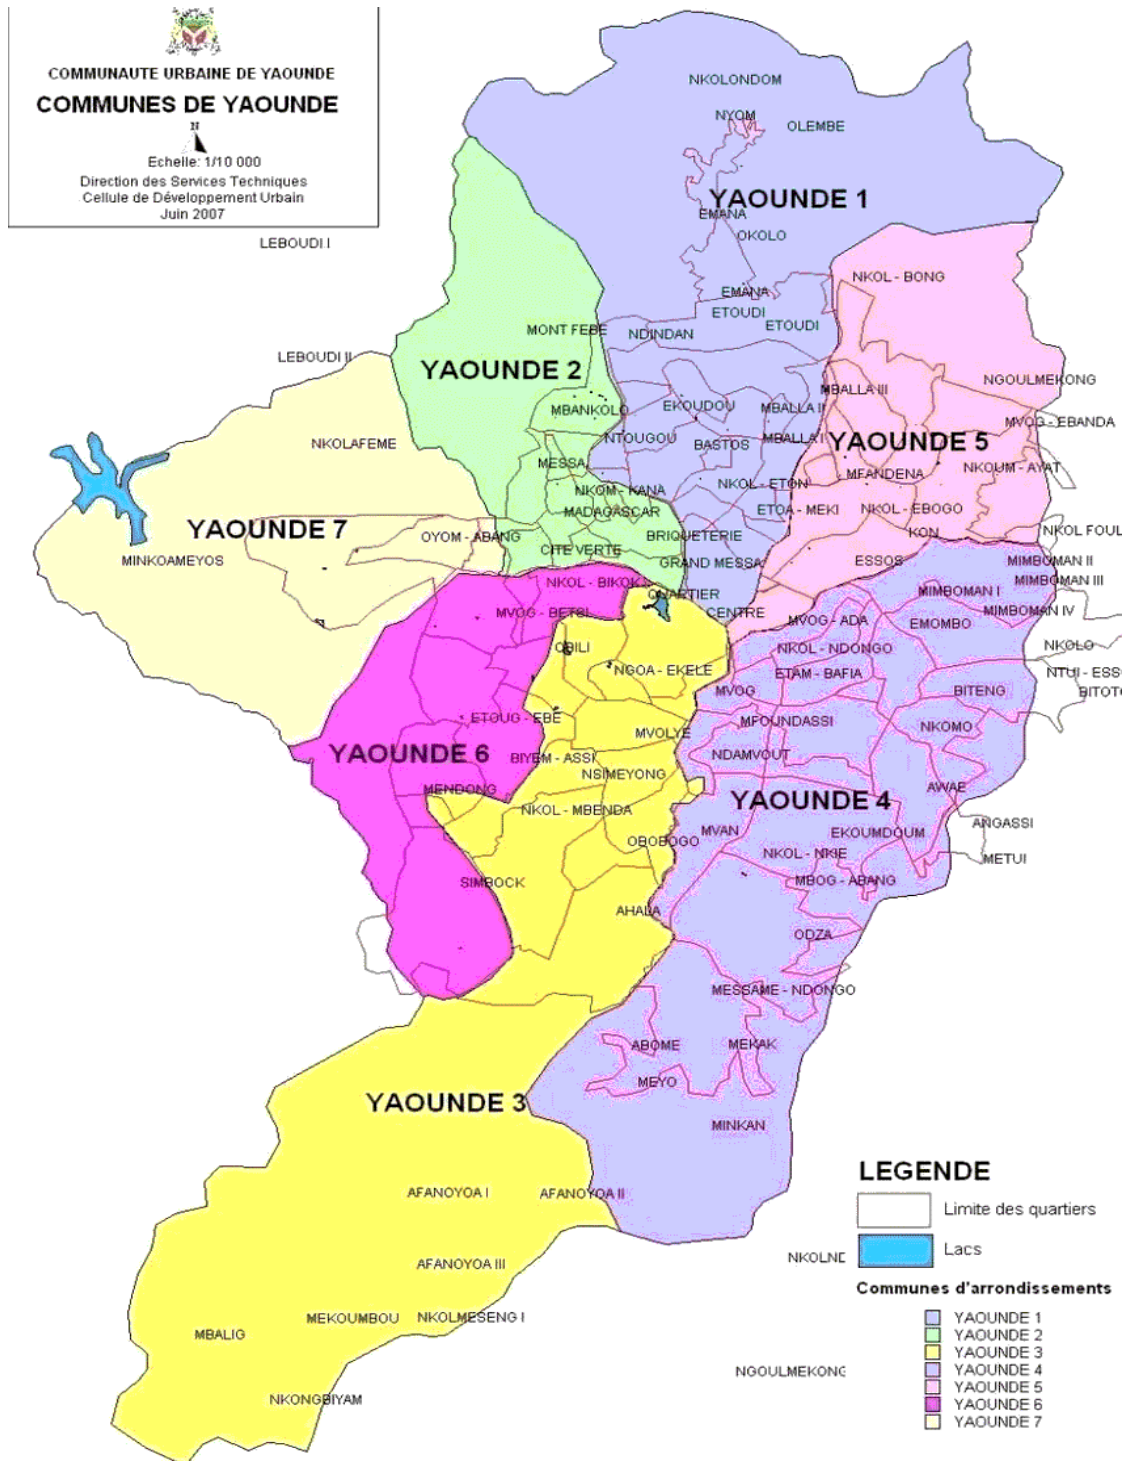 COMMUNAUTE URBAINE DE YAOUNDE
COMMUNES DE YAOUNDE
N
Echelle: 1/10 000
Direction des Services Techniques
Cellule de Développement Urbain
Juin 2007
LEBOUDI I
NKOLONDOM
NYOM
OLEMBE
YAOUNDE 1
EMANA
OKOLO
NKOL - BONG
EMANA
ETOUDI
ETOUDI
MONT FEBE
NDINDAN
LEBOUDI II
YAOUNDE 2
NGOULMEKONG
MBALLA III
MBANKOLO
EKOUDOU
MBALLA II
MVOG - EBANDA
NKOLAFEME
NTOUGOU
BASTOS
MBALLA I
YAOUNDE 5
MESSA
NKOUM - AYAT
MFANDENA
NKOM - KANA
NKOL - ETON
MADAGASCAR
ETOA - MEKI
NKOL - EBOGO
YAOUNDE 7
OYOM - ABANG
BRIQUETERIE
KON
NKOL FOUL
CITE VERTE
MINKOAMEYOS
GRAND MESSA
ESSOS
MIMBOMAN II
NKOL - BIKOK
MIMBOMAN III
QUARTIER
MIMBOMAN I
MVOG - BETSI
CENTRE
MVOG - ADA
EMOMBO
MIMBOMAN IV
OBILI
NKOL - NDONGO
NKOLO
NGOA - EKELE
ETAM - BAFIA
NTUI - ESS
MVOG
BITENG
BITOT
ETOUG - EBE
MFOUNDASSI
NKOMO
MVOLYE
YAOUNDE 6
BIYEM - ASSI
NDAMVOUT
NSIMEYONG
MENDONG
AWAE
YAOUNDE 4
NKOL - MBENDA
ANGASSI
MVAN
EKOUMDOUM
OBOBOGO
NKOL - NKIE
METUI
SIMBOCK
MBOG - ABANG
AHALA
ODZA
MESSAME - NDONGO
ABOME
MEKAK
MEYO
YAOUNDE 3
MINKAN
AFANOYOA I
AFANOYOA II
AFANOYOA III
NKOLNE
MEKOUMBOU
NKOLMESENG I
MBALIG
NGOULMEKONG
NKONGBIYAM
LEGENDE
Limite des quartiers
Lacs
Communes d'arrondissements
YAOUNDE 1
YAOUNDE 2
YAOUNDE 3
YAOUNDE 4
YAOUNDE 5
YAOUNDE 6
YAOUNDE 7